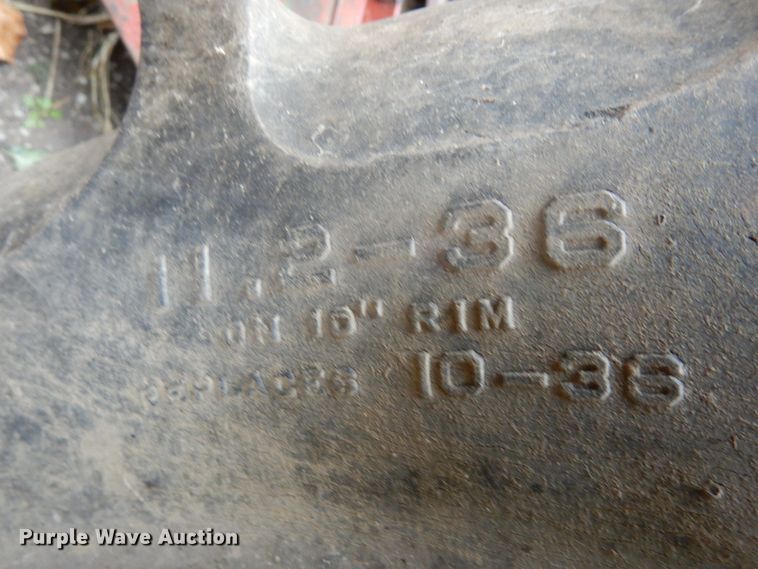 11.2-36
ON 10" RIM
REPLACES 10-36
Purple Wave Auction